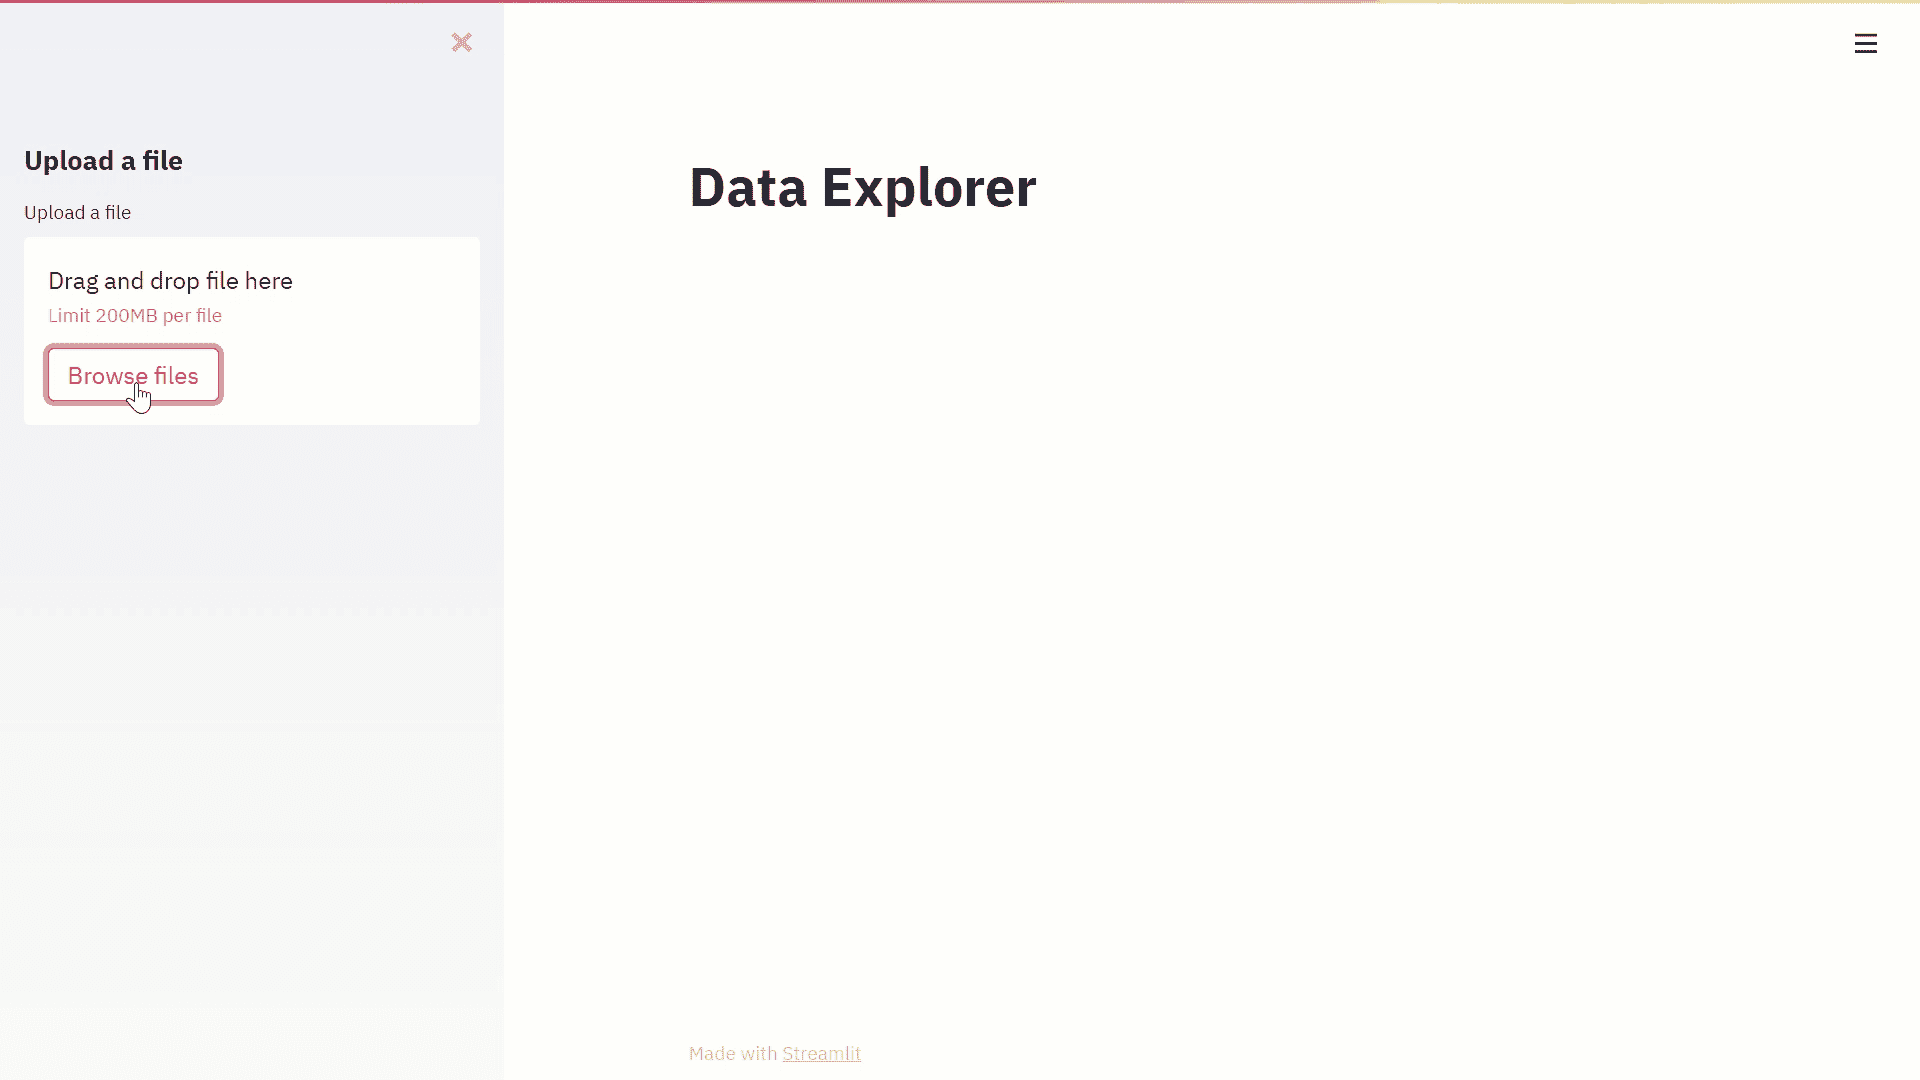 Upload a file
Upload a file
Drag and drop file here
Limit 200MB per file
Browse files
Data Explorer
Made with Streamlit